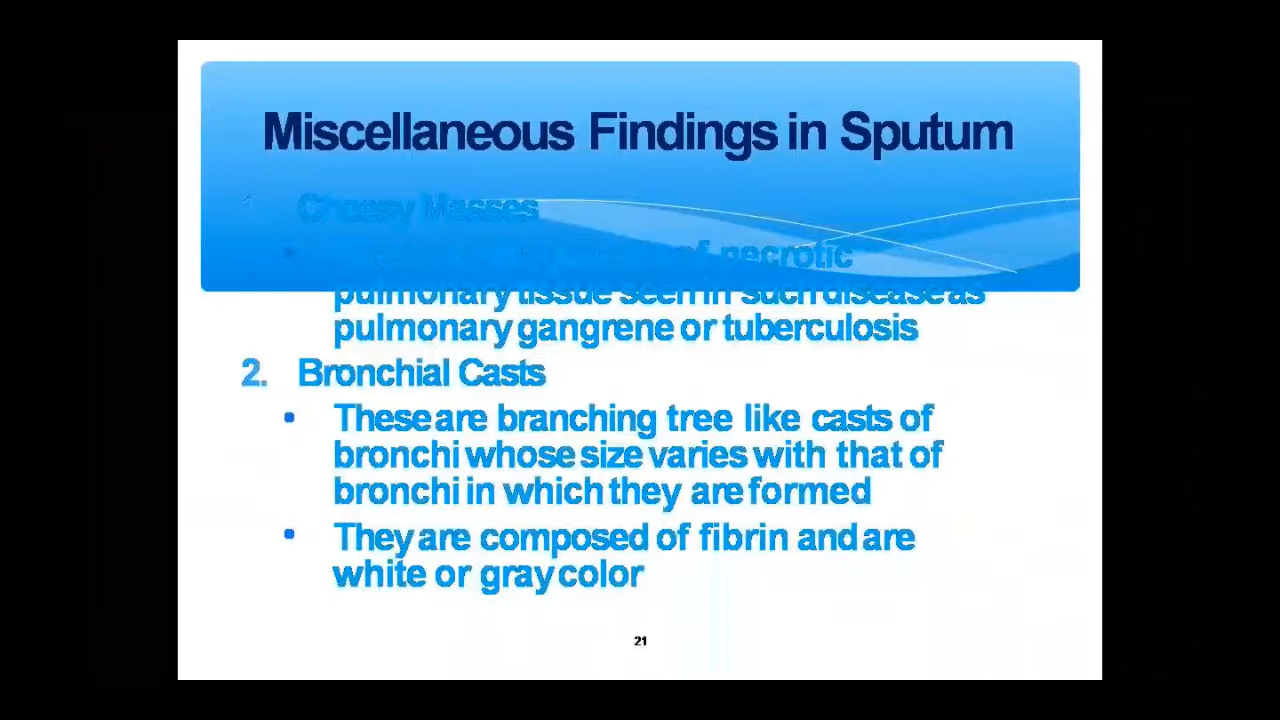 Miscellaneous Findings in Sputum
Cheesy Masses
• of necrotic
pulmonary tissue seen in such disease as
pulmonary gangrene or tuberculosis
2. Bronchial Casts
• These are branching tree like casts of
bronchi whose size varies with that of
bronchi in which they are formed
• They are composed of fibrin and are
white or gray color
21